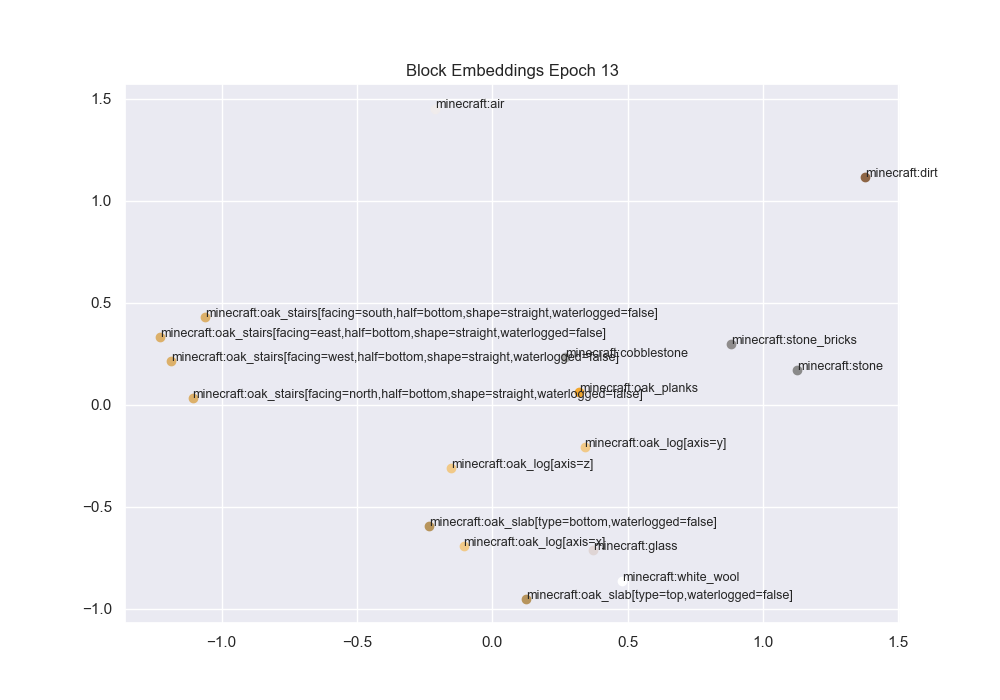 Block Embeddings Epoch 13
1.5
1.0
0.5
0.0
−0.5
−1.0
minecraft:air
minecraft:dirt
minecraft:oak_stairs[facing=south,half=bottom,shape=straight,waterlogged=false]
minecraft:oak_stairs[facing=east,half=bottom,shape=straight,waterlogged=false]
minecraft:stone_bricks
minecraft:cobblestone
minecraft:oak_stairs[facing=west,half=bottom,shape=straight,waterlogged=false]
minecraft:stone
minecraft:oak_planks
minecraft:oak_stairs[facing=north,half=bottom,shape=straight,waterlogged=false]
minecraft:oak_log[axis=y]
minecraft:oak_log[axis=z]
minecraft:oak_slab[type=bottom,waterlogged=false]
minecraft:oak_log[axis=x]
minecraft:glass
minecraft:white_wool
minecraft:oak_slab[type=top,waterlogged=false]
−1.0 −0.5 0.0 0.5 1.0 1.5